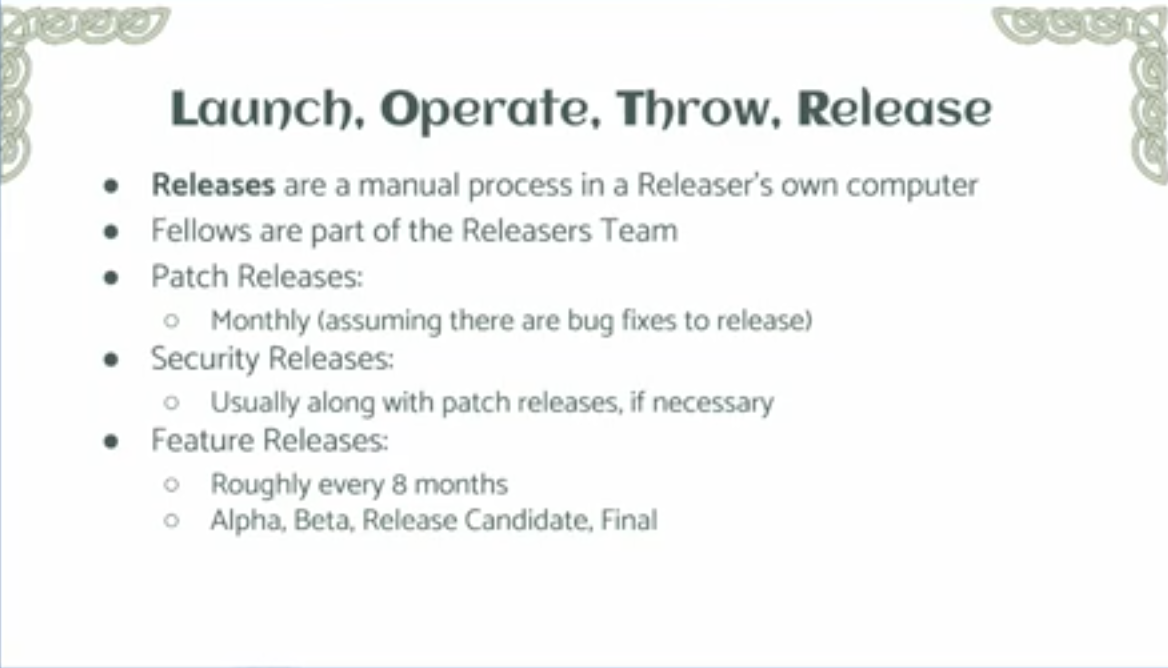 Launch, Operate, Throw, Release
● Releases are a manual process in a Releaser's own computer
● Fellows are part of the Releasers Team
● Patch Releases:
○ Monthly (assuming there are bug fixes to release)
● Security Releases:
○ Usually along with patch releases, if necessary
● Feature Releases:
○ Roughly every 8 months
○ Alpha, Beta, Release Candidate, Final